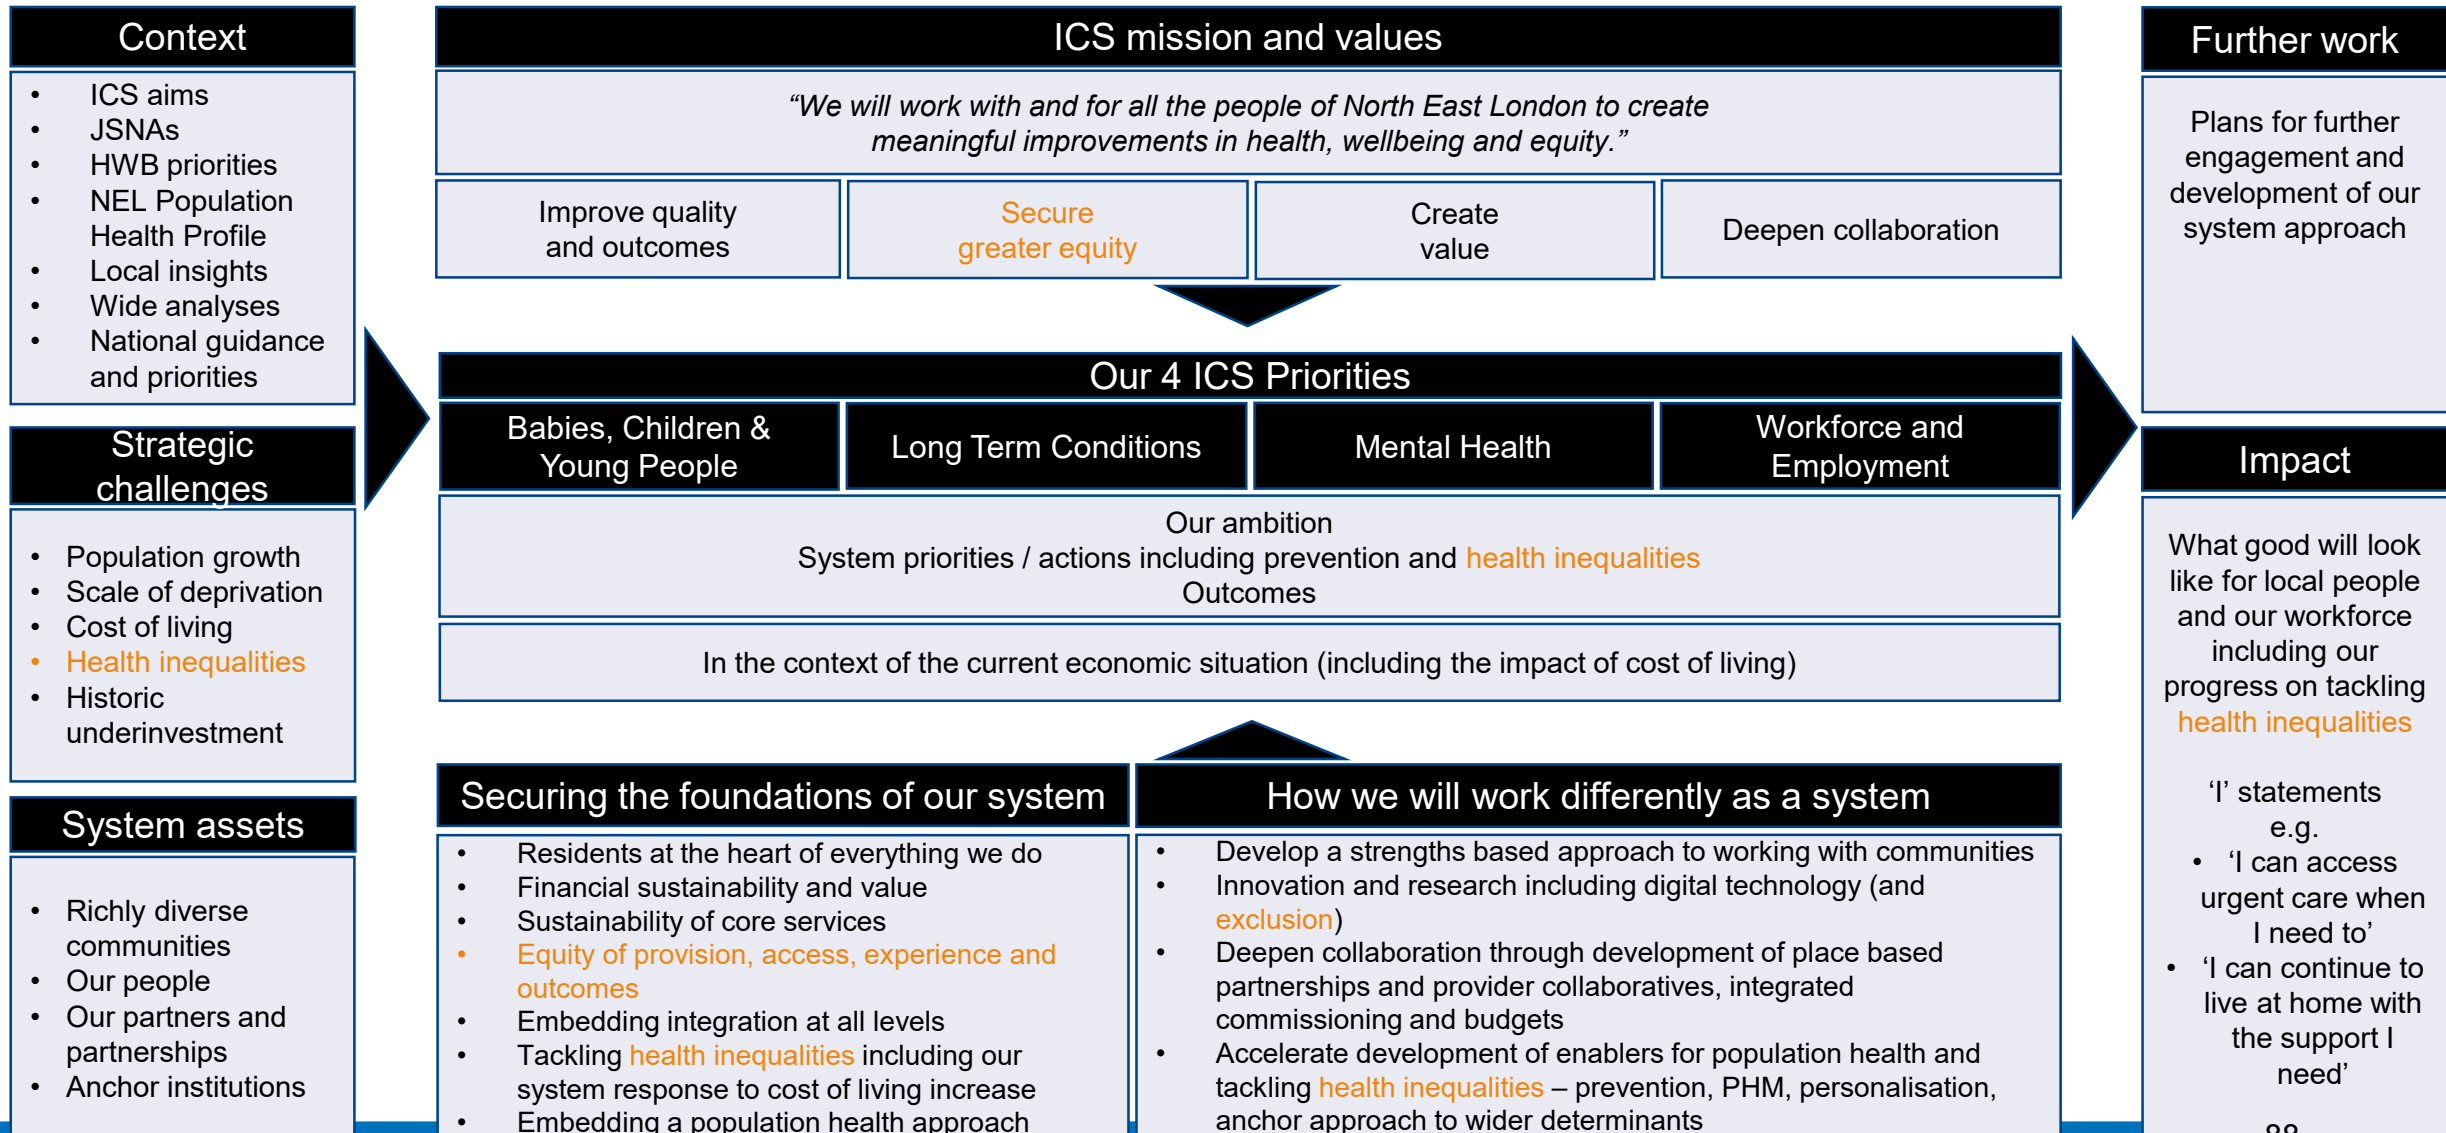 Context
• ICS aims
• JSNAs
• HWB priorities
• NEL Population
Health Profile
• Local insights
• Wide analyses
• National guidance
and priorities
Strategic
challenges
• Population growth
• Scale of deprivation
• Cost of living
• Health inequalities
• Historic
underinvestment
System assets
• Richly diverse
communities
• Our people
• Our partners and
partnerships
• Anchor institutions
ICS mission and values
“We will work with and for all the people of North East London to create
meaningful improvements in health, wellbeing and equity.”
Improve quality
and outcomes
Secure
greater equity
Create
value
Deepen collaboration
Our 4 ICS Priorities
Babies, Children &
Young People
Long Term Conditions
Mental Health
Workforce and
Employment
Our ambition
System priorities / actions including prevention and health inequalities
Outcomes
In the context of the current economic situation (including the impact of cost of living)
Securing the foundations of our system
• Residents at the heart of everything we do
• Financial sustainability and value
• Sustainability of core services
• Equity of provision, access, experience and
outcomes
• Embedding integration at all levels
• Tackling health inequalities including our
system response to cost of living increase
• Embedding a population health approach
How we will work differently as a system
• Develop a strengths based approach to working with communities
• Innovation and research including digital technology (and
exclusion)
• Deepen collaboration through development of place based
partnerships and provider collaboratives, integrated
commissioning and budgets
• Accelerate development of enablers for population health and
tackling health inequalities – prevention, PHM, personalisation,
anchor approach to wider determinants
Further work
Plans for further
engagement and
development of our
system approach
Impact
What good will look
like for local people
and our workforce
including our
progress on tackling
health inequalities
‘I’ statements
e.g.
• ‘I can access
urgent care when
I need to’
• ‘I can continue to
live at home with
the support I
need’